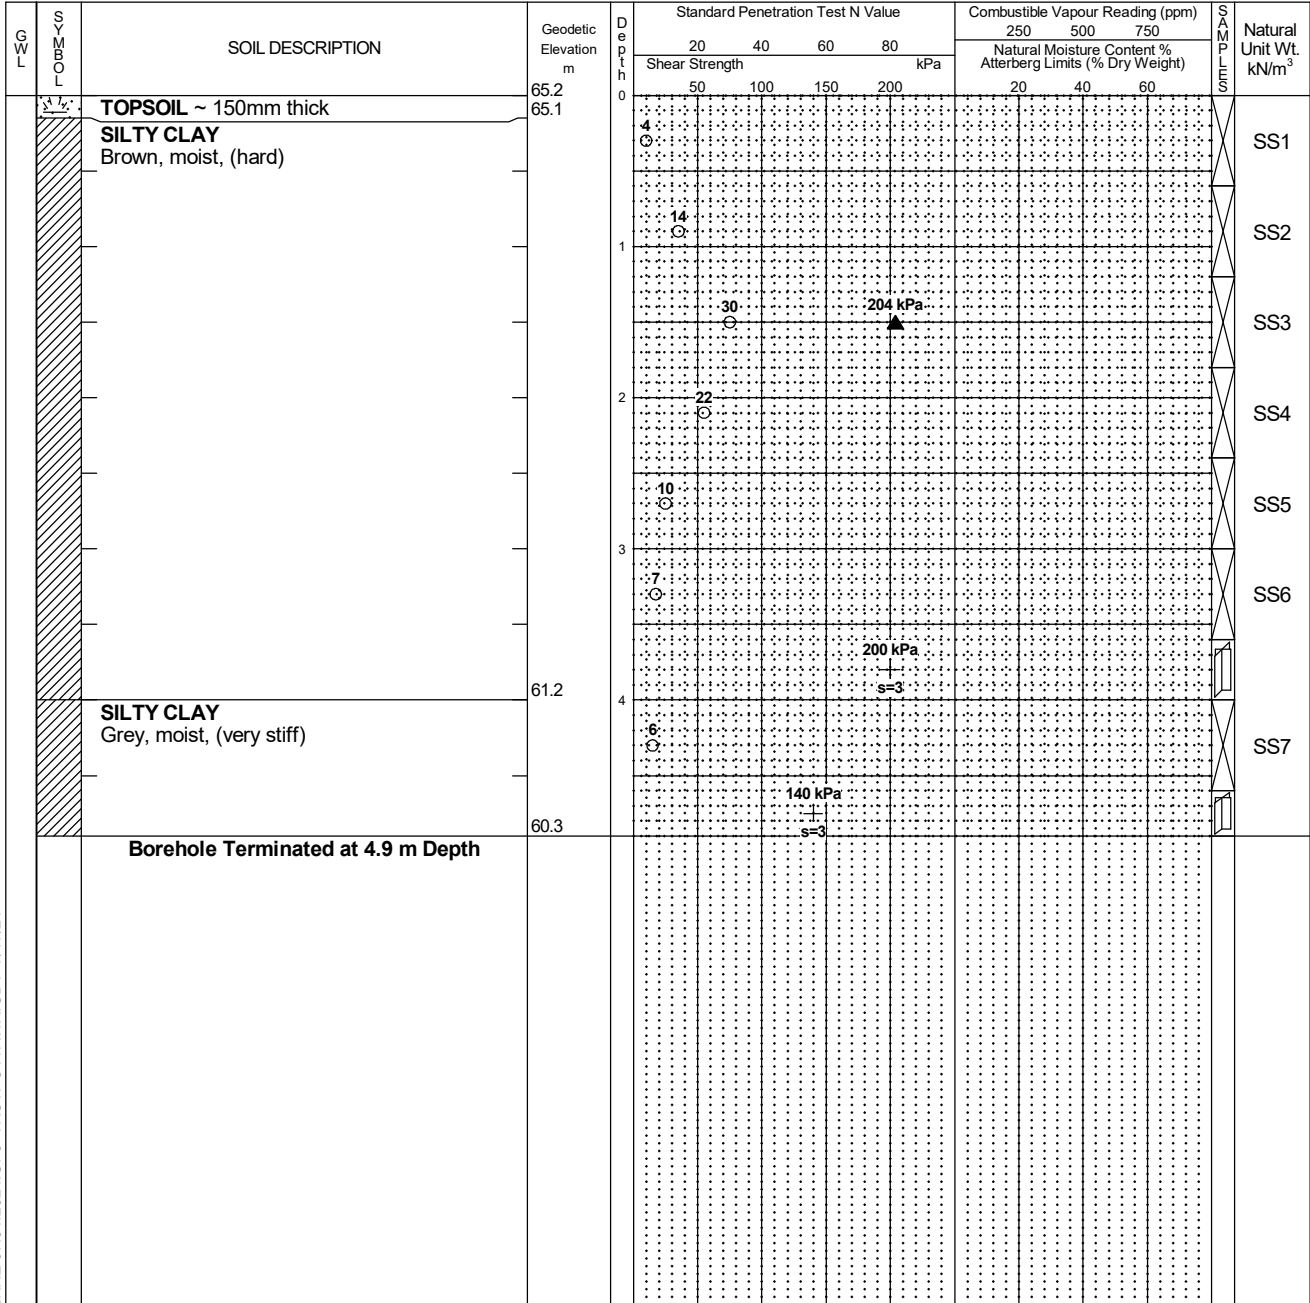 GWL
SYMBOL
SOIL DESCRIPTION
Geodetic
Elevation
m
Depth
Standard Penetration Test N Value
20 40 60 80
Shear Strength kPa
50 100 150 200
Combustible Vapour Reading (ppm)
250 500 750
Natural Moisture Content %
Atterberg Limits (% Dry Weight)
20 40 60
SAMPLES
Natural
Unit Wt.
kN/m³
65.2
0
TOPSOIL ~ 150mm thick
65.1
SILTY CLAY
Brown, moist, (hard)
4
SS1
14
SS2
1
30
204 kPa
SS3
2
22
SS4
10
SS5
3
7
SS6
200 kPa
s=3
61.2
4
SILTY CLAY
Grey, moist, (very stiff)
6
SS7
140 kPa
s=3
60.3
Borehole Terminated at 4.9 m Depth